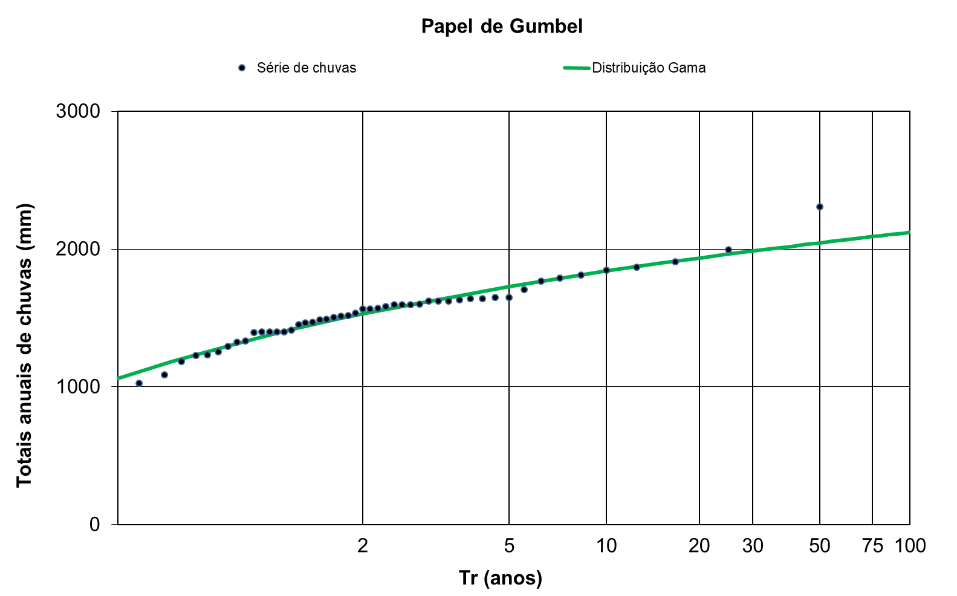 Papel de Gumbel
Série de chuvas
Distribuição Gama
3000
2000
1000
0
Totais anuais de chuvas (mm)
2 5 10 20 30 50 75 100
Tr (anos)